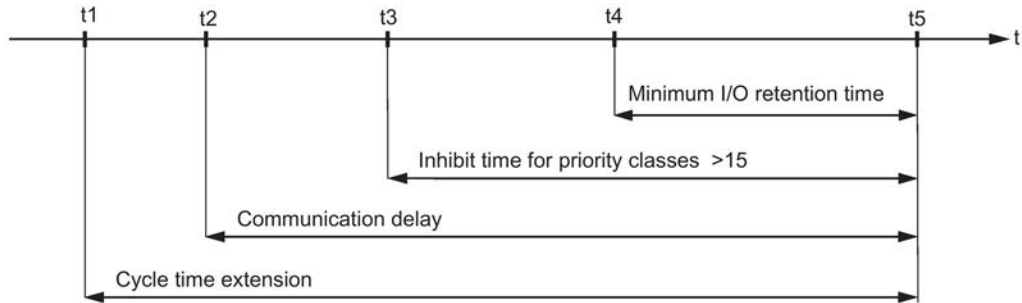 t1 t2 t3 t4 t5
t
Minimum I/O retention time
Inhibit time for priority classes >15
Communication delay
Cycle time extension